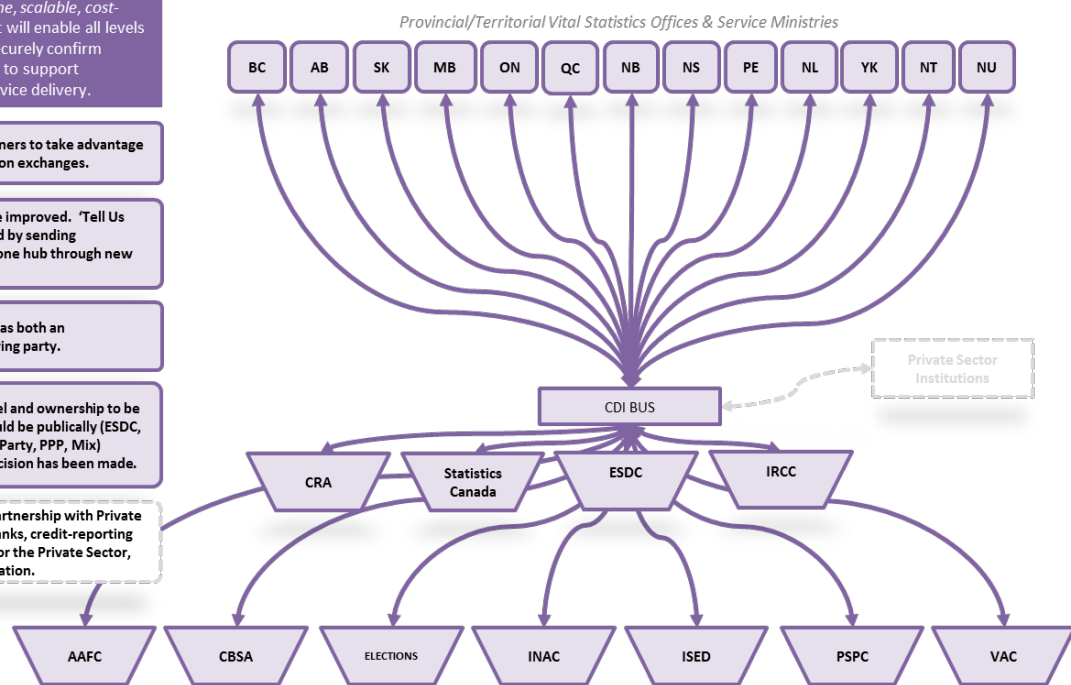 ne, scalable, cost-
t will enable all levels
ecurely confirm
to support
vice delivery.
ners to take advantage
on exchanges.
e improved.  ‘Tell Us
d by sending
one hub through new
as both an
ing party.
el and ownership to be
uld be publically (ESDC,
Party, PPP, Mix)
cision has been made.
artnership with Private
anks, credit-reporting
or the Private Sector,
ation.
Provincial/Territorial Vital Statistics Offices & Service Ministries
BC AB SK MB ON QC NB NS PE NL YK NT NU
Private Sector
Institutions
CDI BUS
CRA
Statistics
Canada
ESDC
IRCC
AAFC CBSA ELECTIONS INAC ISED PSPC VAC